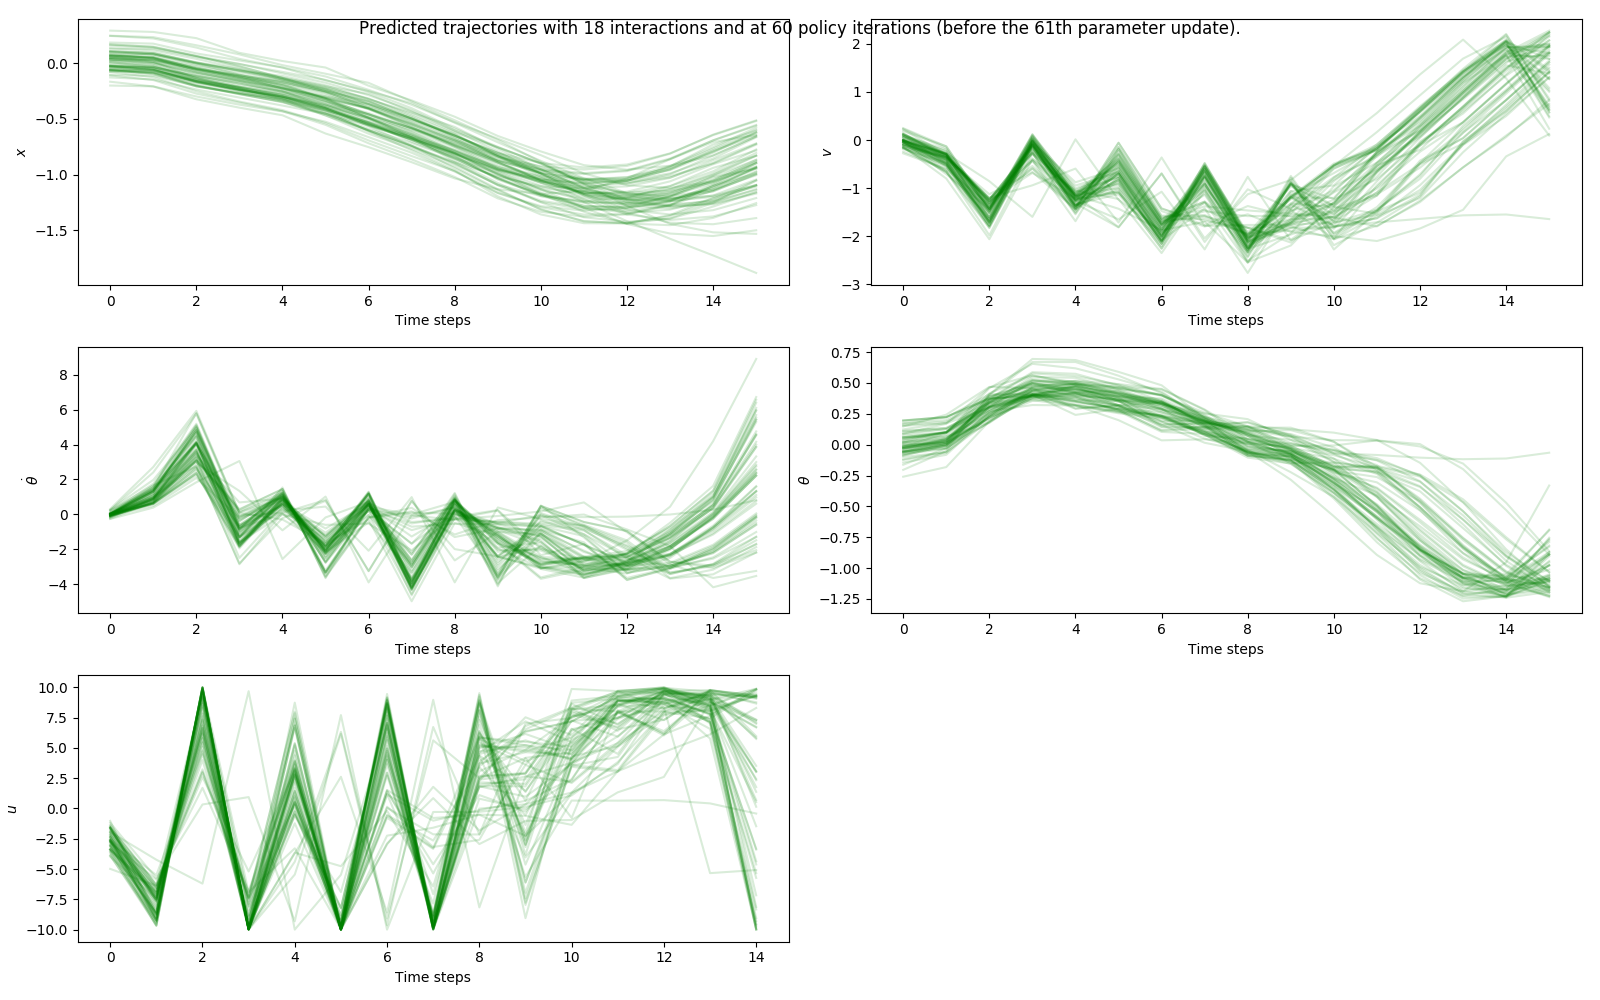 Predicted trajectories with 18 interactions and at 60 policy iterations (before the 61th parameter update).
0.0
−0.5
−1.0
−1.5
x
0 2 4 6 8 10 12 14
Time steps
2
1
0
−1
−2
−3
v
0 2 4 6 8 10 12 14
Time steps
8
6
4
2
0
−2
−4
θ̇
0 2 4 6 8 10 12 14
Time steps
0.75
0.50
0.25
0.00
−0.25
−0.50
−0.75
−1.00
−1.25
θ
0 2 4 6 8 10 12 14
Time steps
10.0
7.5
5.0
2.5
0.0
−2.5
−5.0
−7.5
−10.0
u
0 2 4 6 8 10 12 14
Time steps